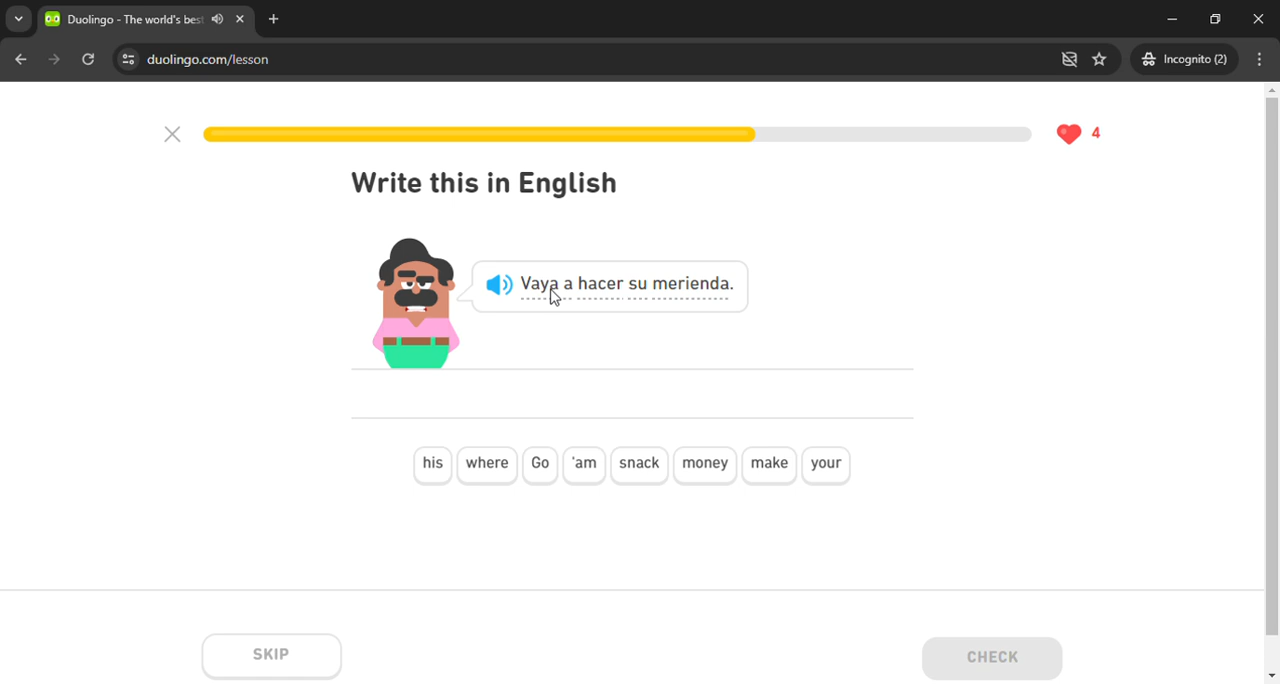 Duolingo - The world's best
duolingo.com/lesson
Incognito (2)
4
Write this in English
Vaya a hacer su merienda.
his where Go 'am snack money make your
SKIP
CHECK